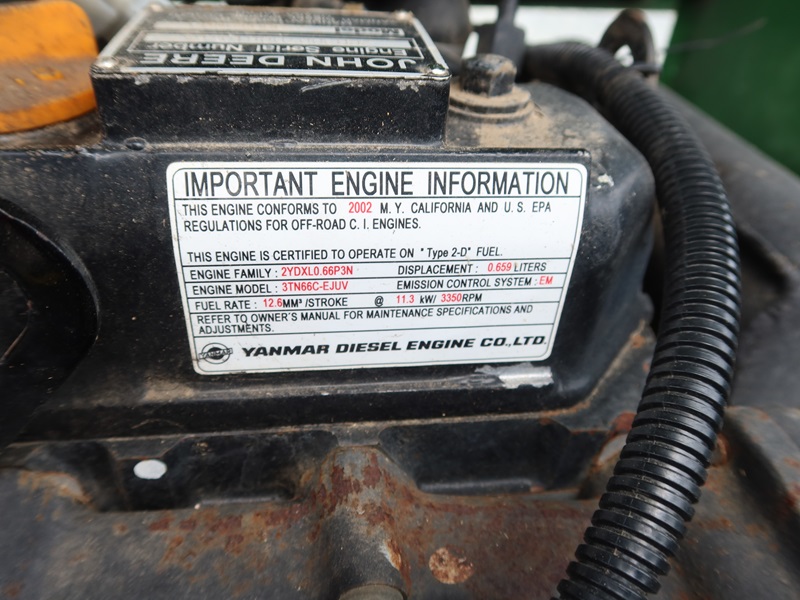 JOHN DEERE
Engine Serial Number
IMPORTANT ENGINE INFORMATION
THIS ENGINE CONFORMS TO 2002 M.Y. CALIFORNIA AND U.S. EPA
REGULATIONS FOR OFF-ROAD C.I. ENGINES.
THIS ENGINE IS CERTIFIED TO OPERATE ON "Type 2-D" FUEL.
ENGINE FAMILY : 2YDXL0.66P3N DISPLACEMENT : 0.659 LITERS
ENGINE MODEL : 3TN66C-EJUV EMISSION CONTROL SYSTEM : EM
FUEL RATE : 12.6MM³/STROKE @ 11.3 kW/ 3350RPM
REFER TO OWNER'S MANUAL FOR MAINTENANCE SPECIFICATIONS AND
ADJUSTMENTS.
YANMAR YANMAR DIESEL ENGINE CO.,LTD.